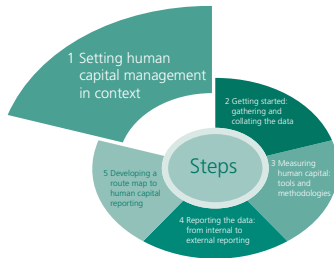 1 Setting human
capital management
in context
2 Getting started:
gathering and
collating the data
3 Measuring
human capital:
tools and
methodologies
4 Reporting the data:
from internal to
external reporting
5 Developing a
route map to
human capital
reporting
Steps